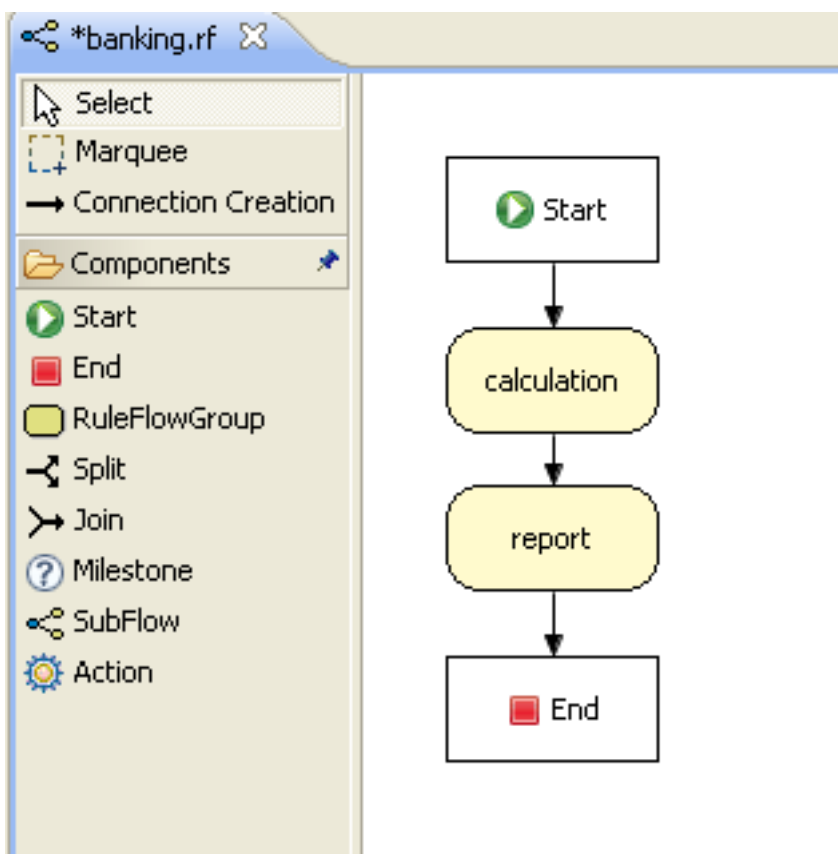 *banking.rf
Select
Marquee
Connection Creation
Components
Start
End
RuleFlowGroup
Split
Join
Milestone
SubFlow
Action
Start
calculation
report
End